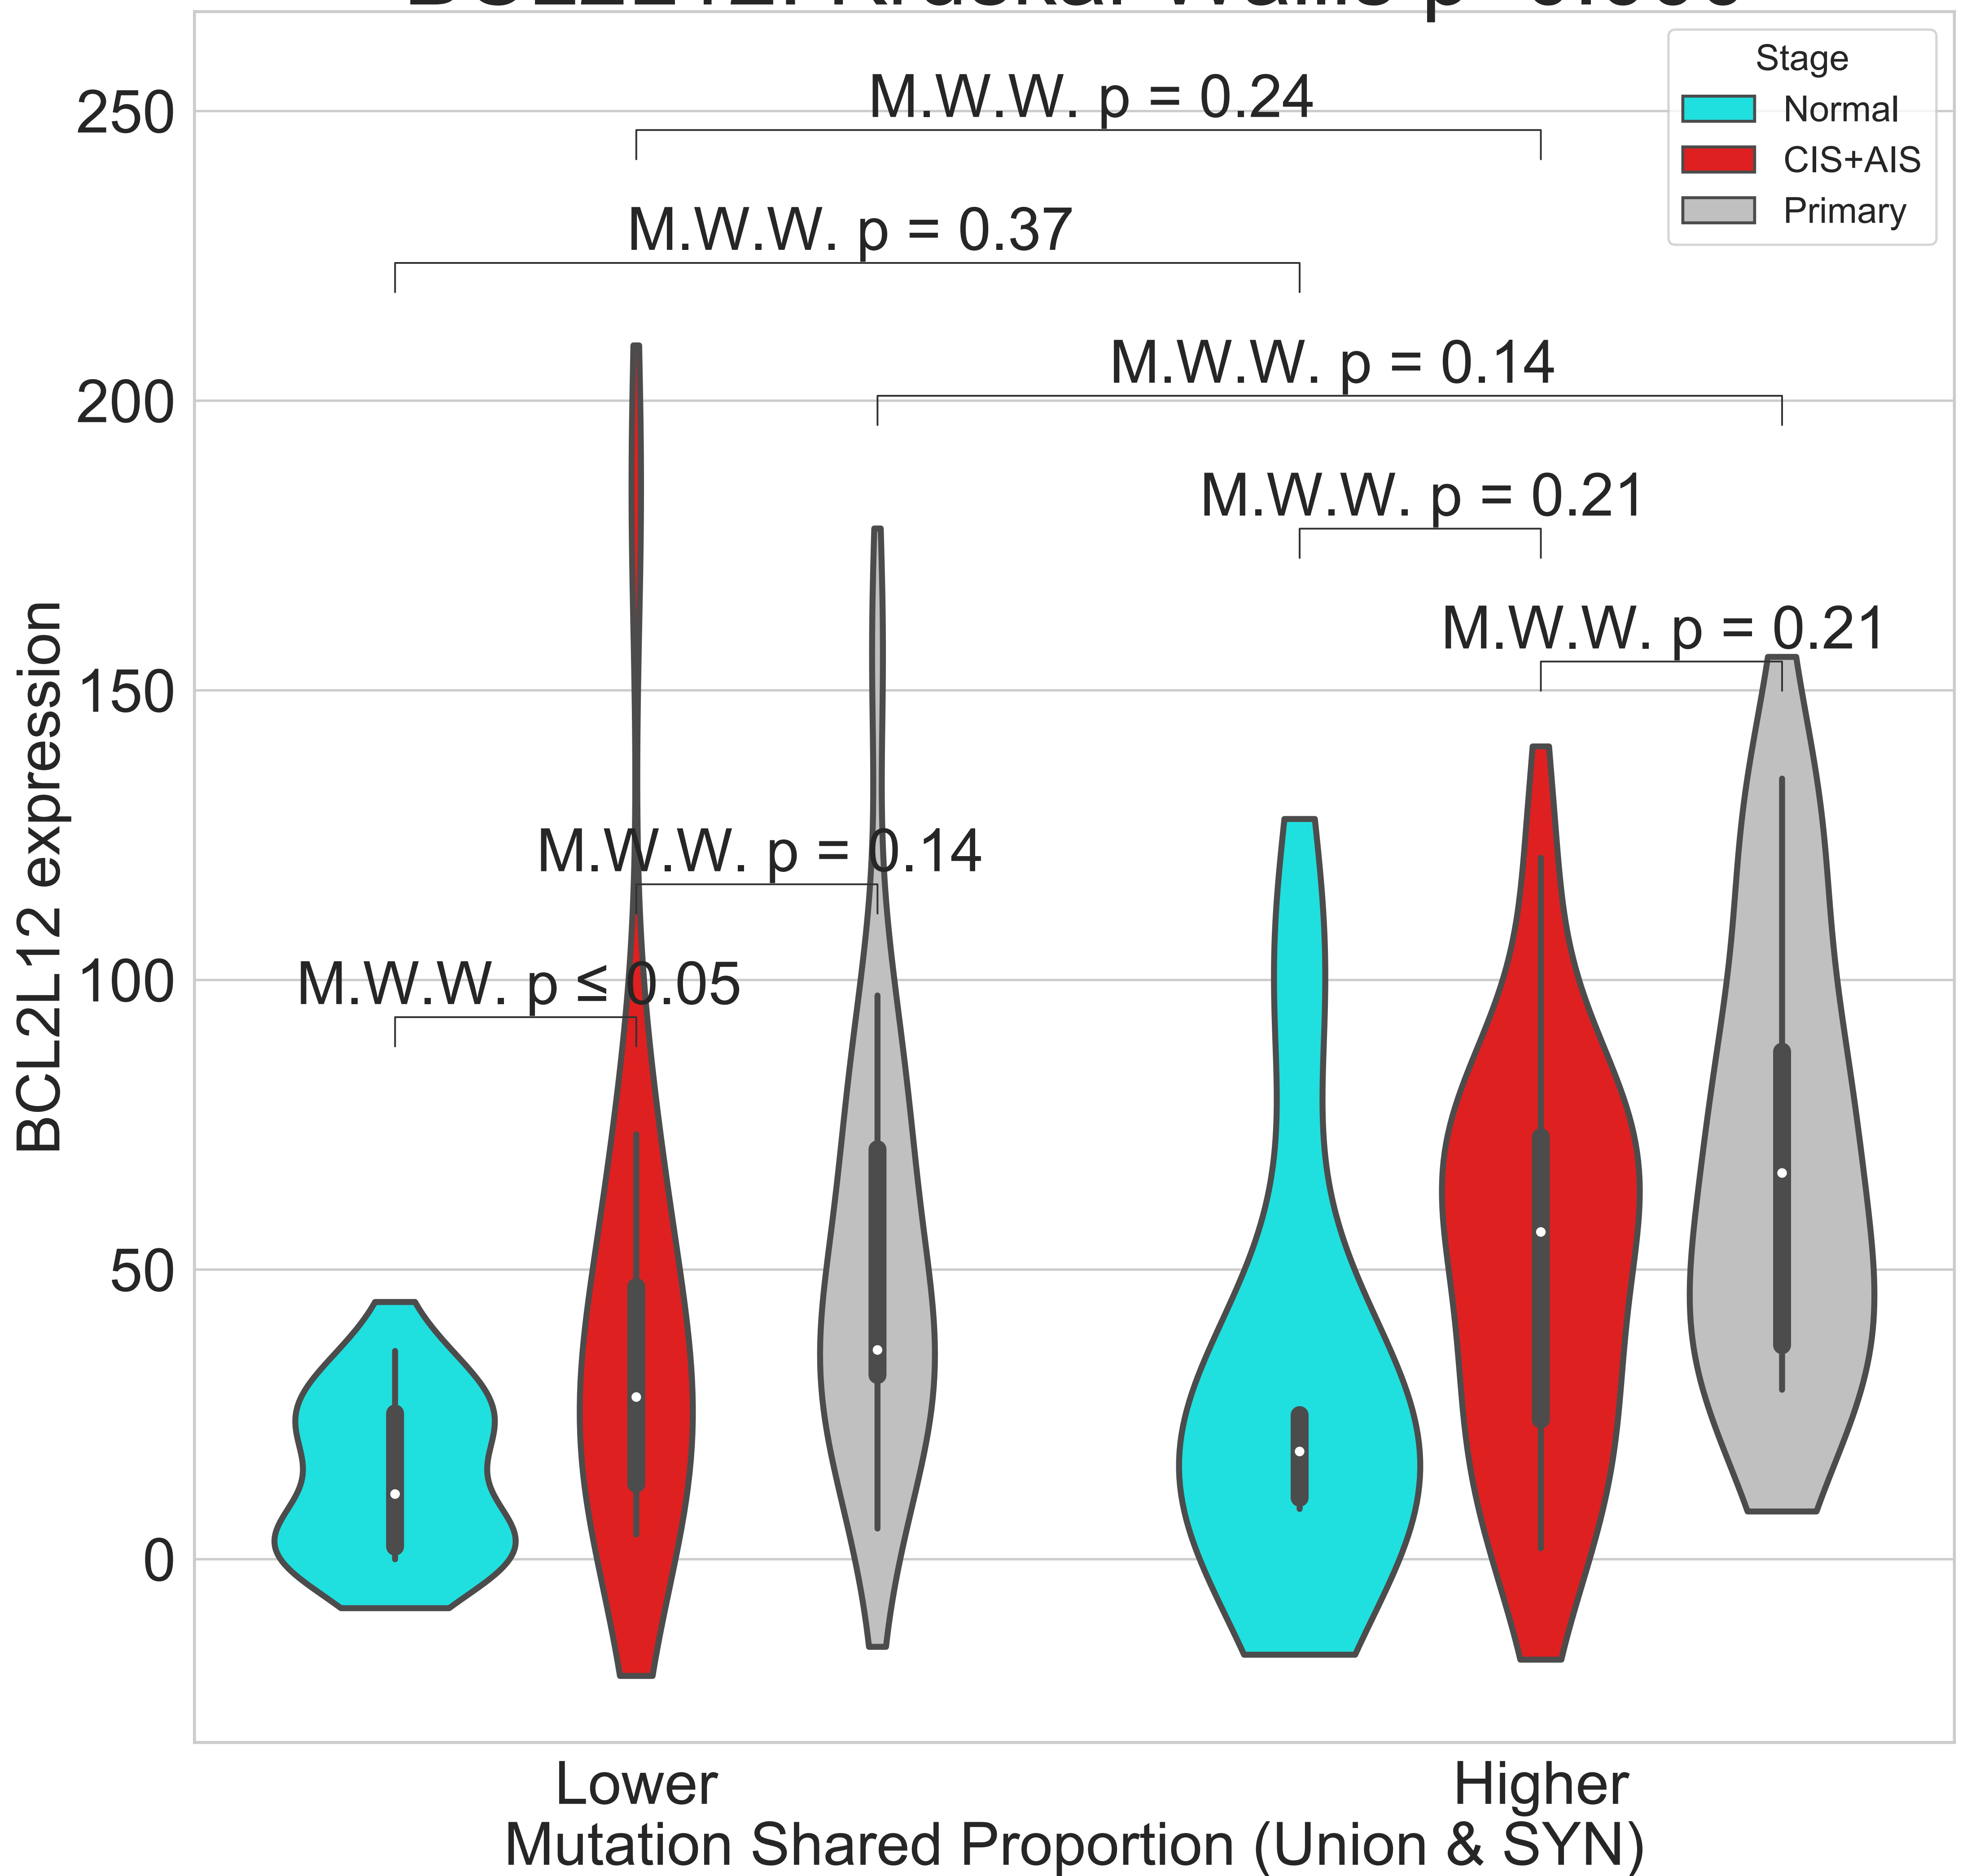 250
200
150
100
50
0
BCL2L12 expression
M.W.W. p = 0.24
M.W.W. p = 0.37
M.W.W. p = 0.14
M.W.W. p = 0.21
M.W.W. p = 0.21
M.W.W. p = 0.14
M.W.W. p ≤ 0.05
Stage
Normal
CIS+AIS
Primary
Lower
Higher
Mutation Shared Proportion (Union & SYN)